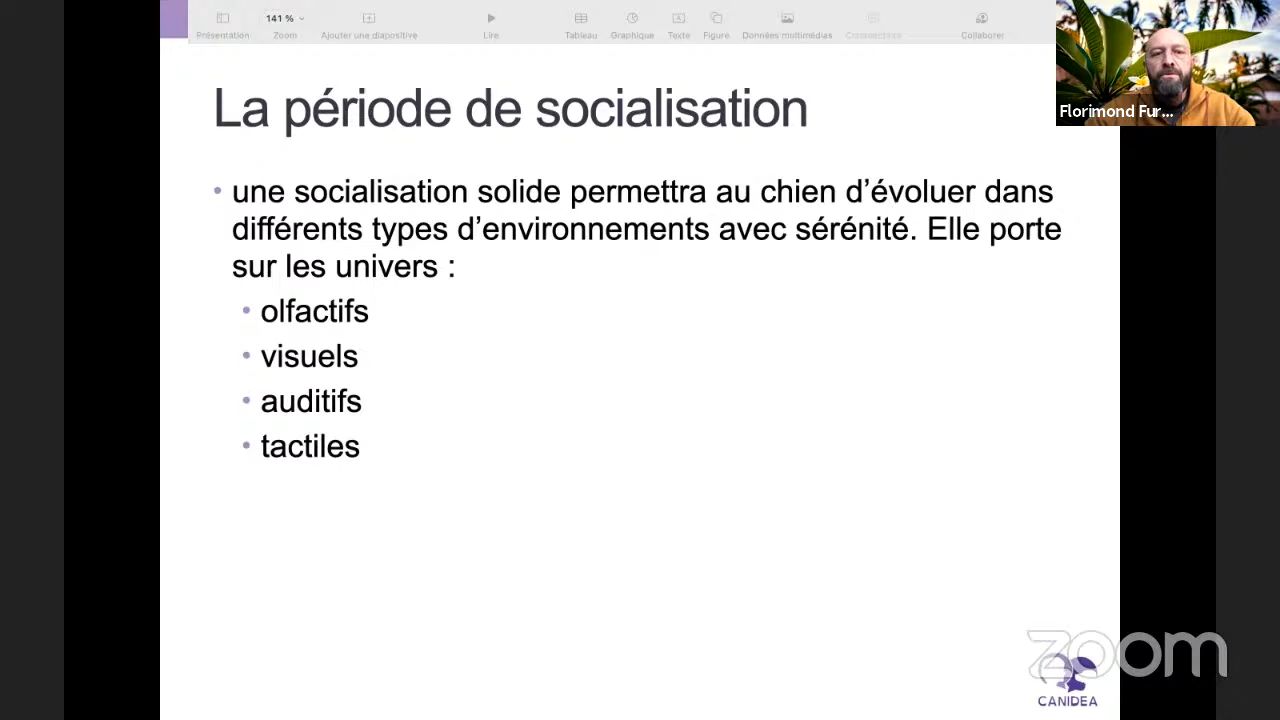 141 %
Présentation Zoom Ajouter une diapositive Lire Tableau Graphique Texte Figure Données multimédias Collaborer
Florimond Fur...
La période de socialisation
• une socialisation solide permettra au chien d’évoluer dans
différents types d’environnements avec sérénité. Elle porte
sur les univers :
• olfactifs
• visuels
• auditifs
• tactiles
zoom
CANIDEA